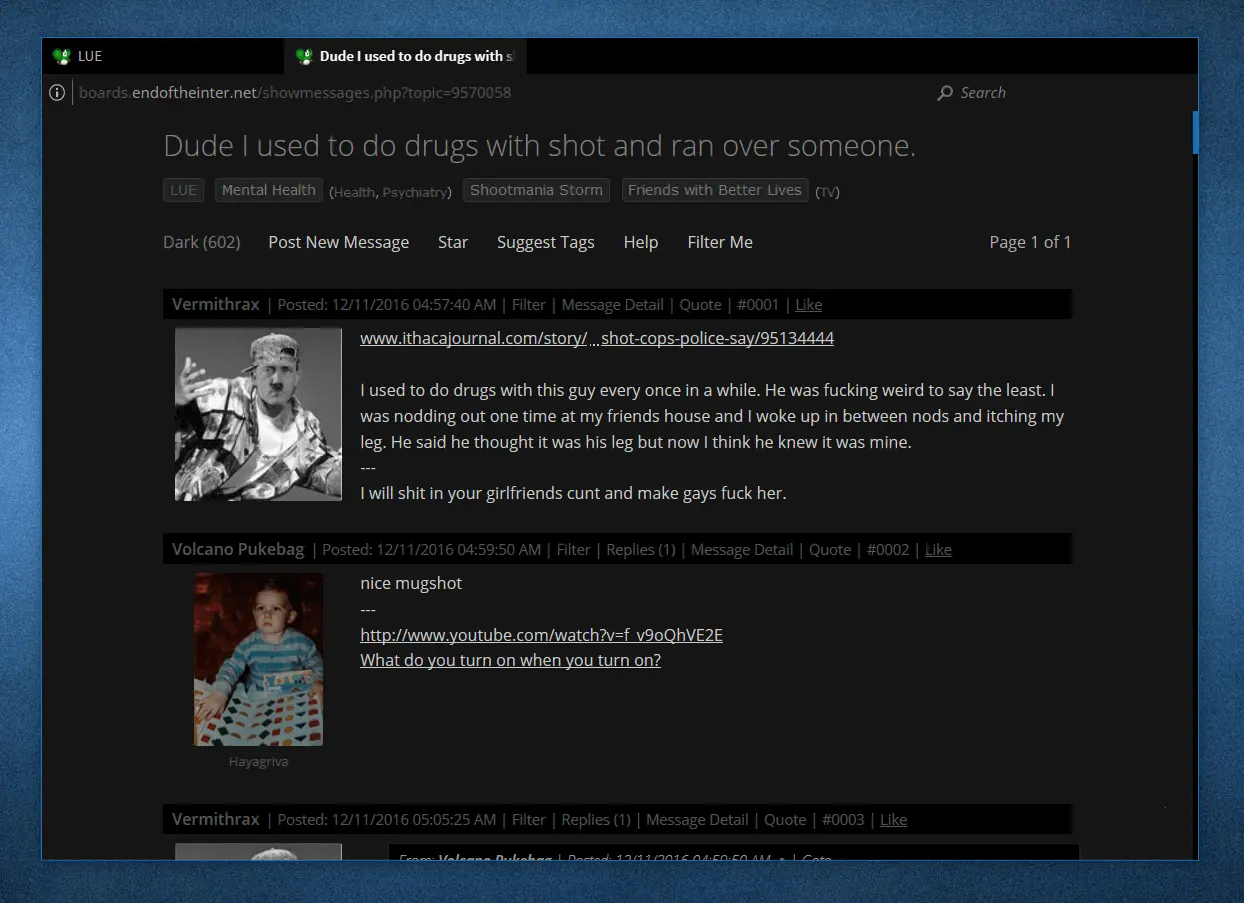 LUE
Dude I used to do drugs with s
boards.endoftheinter.net/showmessages.php?topic=9570058
Search
Dude I used to do drugs with shot and ran over someone.
LUE Mental Health (Health, Psychiatry) Shootmania Storm Friends with Better Lives (TV)
Dark (602) Post New Message Star Suggest Tags Help Filter Me Page 1 of 1
Vermithrax | Posted: 12/11/2016 04:57:40 AM | Filter | Message Detail | Quote | #0001 | Like
www.ithacajournal.com/story/...shot-cops-police-say/95134444
I used to do drugs with this guy every once in a while. He was fucking weird to say the least. I
was nodding out one time at my friends house and I woke up in between nods and itching my
leg. He said he thought it was his leg but now I think he knew it was mine.
---
I will shit in your girlfriends cunt and make gays fuck her.
Volcano Pukebag | Posted: 12/11/2016 04:59:50 AM | Filter | Replies (1) | Message Detail | Quote | #0002 | Like
nice mugshot
---
http://www.youtube.com/watch?v=f_v9oQhVE2E
What do you turn on when you turn on?
Hayagriva
Vermithrax | Posted: 12/11/2016 05:05:25 AM | Filter | Replies (1) | Message Detail | Quote | #0003 | Like
From: Volcano Pukebag | Posted: 12/11/2016 04:59:50 AM | Goto